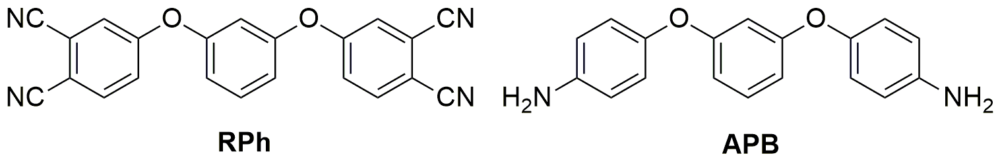 NC O O CN O O
NC CN H2N NH2
RPh APB